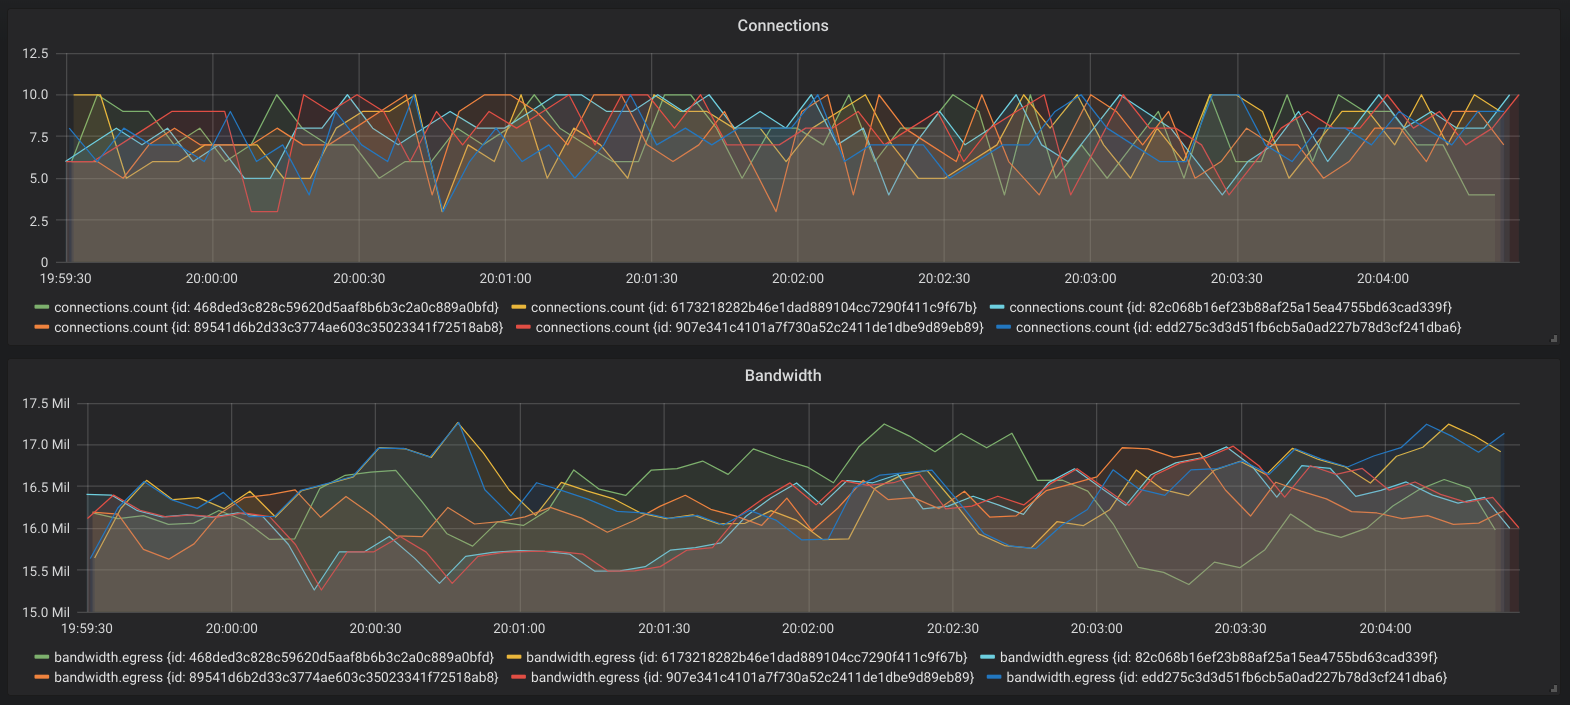 Connections
12.5
10.0
7.5
5.0
2.5
0
19:59:30 20:00:00 20:00:30 20:01:00 20:01:30 20:02:00 20:02:30 20:03:00 20:03:30 20:04:00
connections.count {id: 468ded3c828c59620d5aaf8b6b3c2a0c889a0bfd} connections.count {id: 6173218282b46e1dad889104cc7290f411c9f67b} connections.count {id: 82c068b16ef23b88af25a15ea4755bd63cad339f}
connections.count {id: 89541d6b2d33c3774ae603c35023341f72518ab8} connections.count {id: 907e341c4101a7f730a52c2411de1dbe9d89eb89} connections.count {id: edd275c3d3d51fb6cb5a0ad227b78d3cf241dba6}
Bandwidth
17.5 Mil
17.0 Mil
16.5 Mil
16.0 Mil
15.5 Mil
15.0 Mil
19:59:30 20:00:00 20:00:30 20:01:00 20:01:30 20:02:00 20:02:30 20:03:00 20:03:30 20:04:00
bandwidth.egress {id: 468ded3c828c59620d5aaf8b6b3c2a0c889a0bfd} bandwidth.egress {id: 6173218282b46e1dad889104cc7290f411c9f67b} bandwidth.egress {id: 82c068b16ef23b88af25a15ea4755bd63cad339f}
bandwidth.egress {id: 89541d6b2d33c3774ae603c35023341f72518ab8} bandwidth.egress {id: 907e341c4101a7f730a52c2411de1dbe9d89eb89} bandwidth.egress {id: edd275c3d3d51fb6cb5a0ad227b78d3cf241dba6}